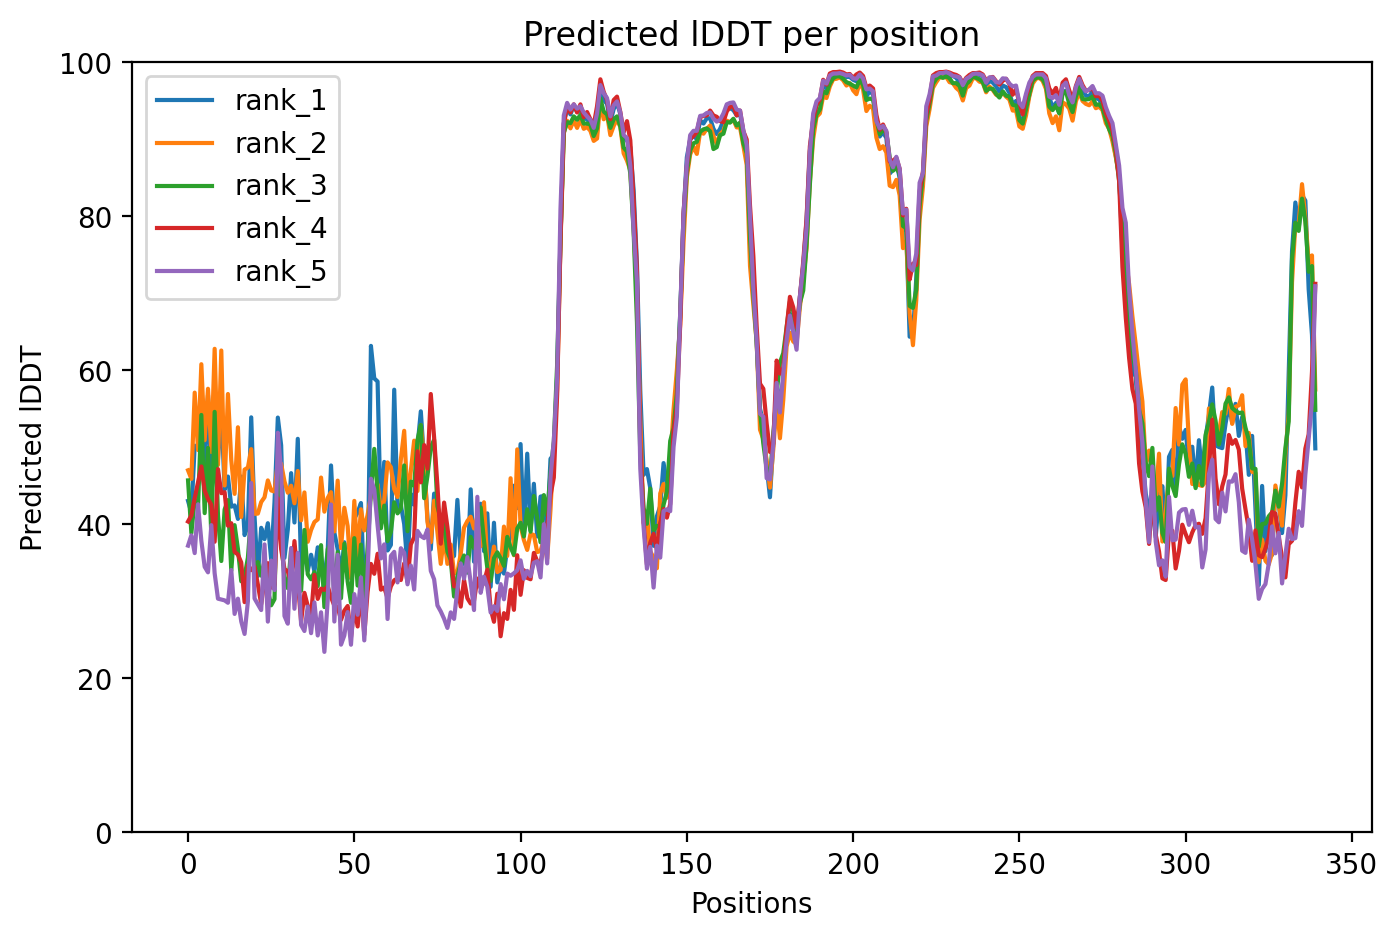 Predicted lDDT per position
100
80
60
40
20
0
Predicted lDDT
rank_1
rank_2
rank_3
rank_4
rank_5
0 50 100 150 200 250 300 350
Positions